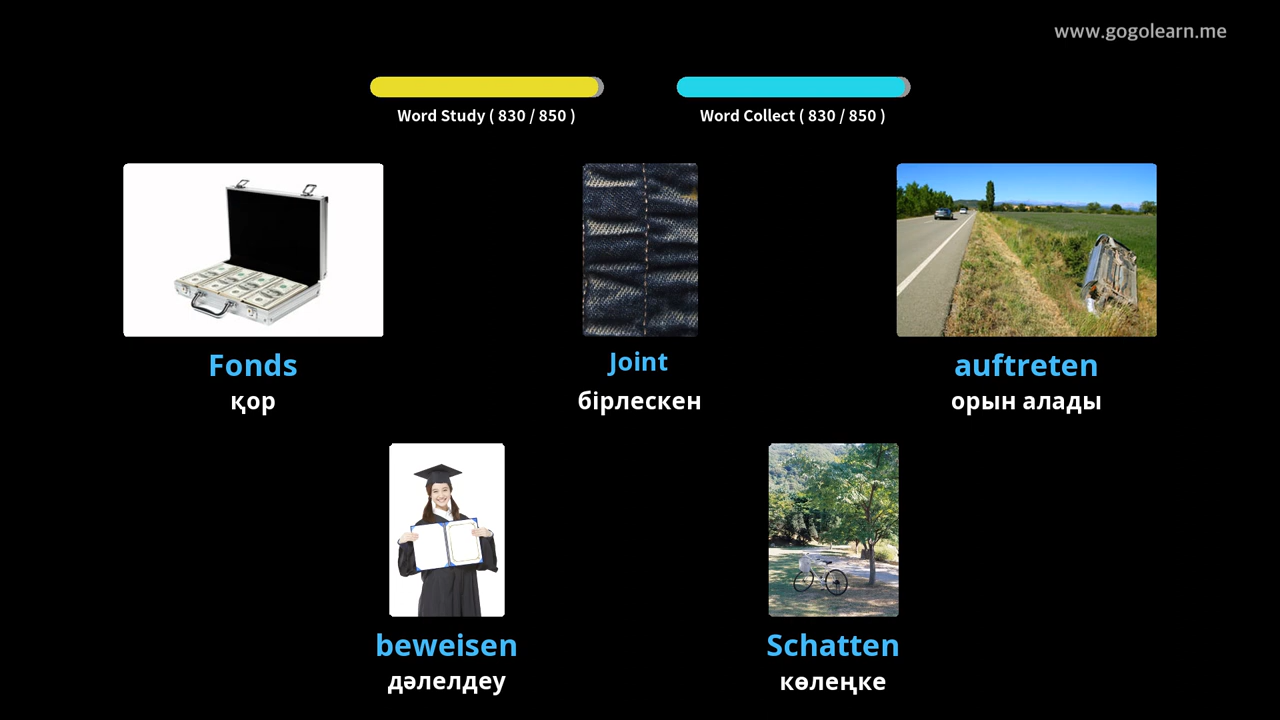 www.gogolearn.me
Word Study ( 830 / 850 )
Word Collect ( 830 / 850 )
Fonds
Joint
auftreten
қор
бірлескен
орын алады
beweisen
Schatten
дәлелдеу
көлеңке